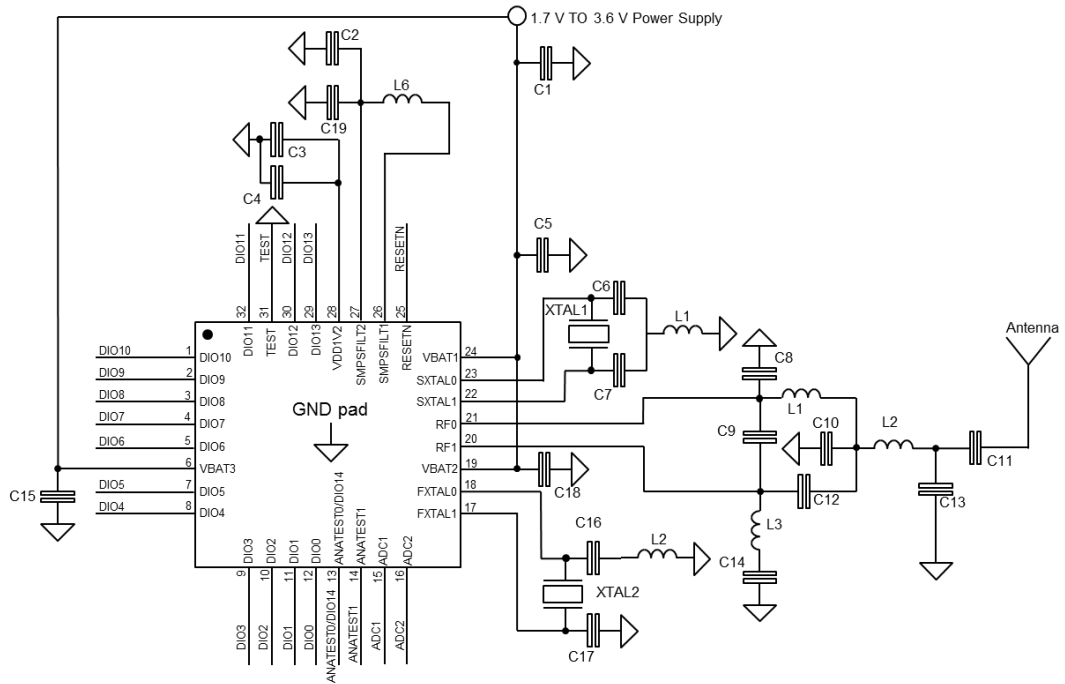 1.7 V TO 3.6 V Power Supply
C2
C1
L6
C19
C3
C4
C5
DIO11
TEST
DIO12
DIO13
RESETN
32
31
30
29
28
27
26
25
DIO11
TEST
DIO12
DIO13
VDD1V2
SMPSFILT2
SMPSFILT1
RESETN
C6
XTAL1
L1
C7
Antenna
DIO10 1 DIO10
DIO9 2 DIO9
DIO8 3 DIO8
DIO7 4 DIO7
DIO6 5 DIO6
6 VBAT3
DIO5 7 DIO5
DIO4 8 DIO4
C15
GND pad
VBAT1 24
SXTAL0 23
SXTAL1 22
RF0 21
RF1 20
VBAT2 19
FXTAL0 18
FXTAL1 17
C8
L1
C9
C10
L2
C11
C18
C12
C13
L3
C14
C16
L2
XTAL2
C17
DIO3
DIO2
DIO1
DIO0
ANATEST0/DIO14
ANATEST1
ADC1
ADC2
9
10
11
12
13
14
15
16
DIO3
DIO2
DIO1
DIO0
ANATEST0/DIO14
ANATEST1
ADC1
ADC2